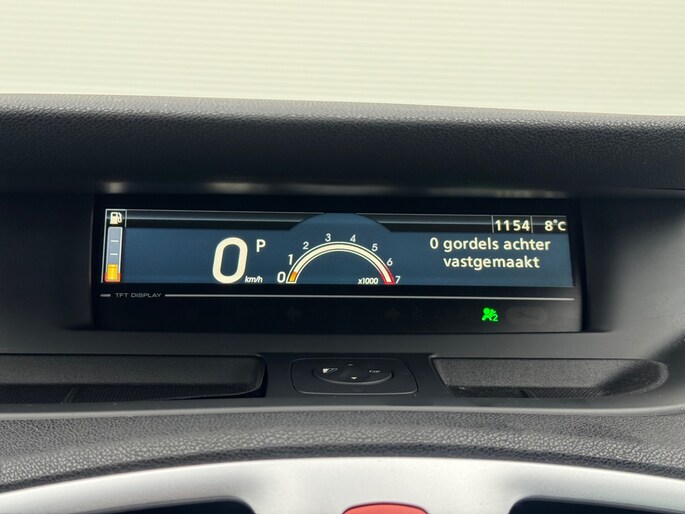 1154 8°C
0 P
km/h
0 1 2 3 4 5 6 7
x1000
0 gordels achter
vastgemaakt
TFT DISPLAY
2